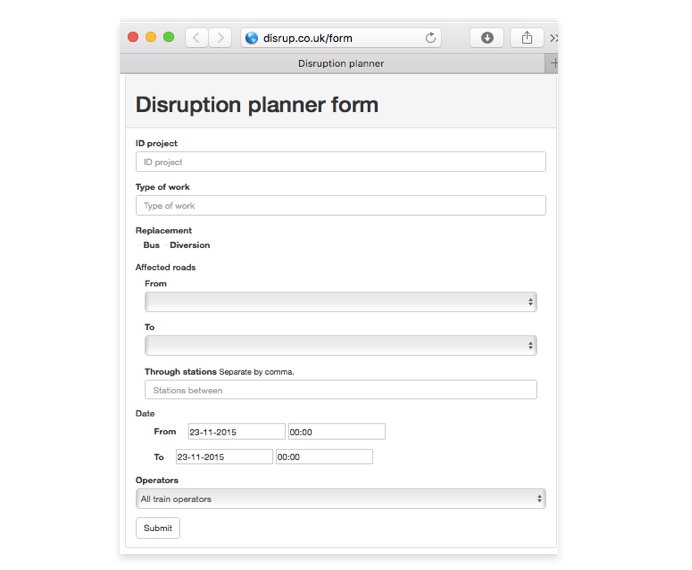 disrup.co.uk/form
Disruption planner
Disruption planner form
ID project
ID project
Type of work
Type of work
Replacement
Bus Diversion
Affected roads
From
To
Through stations Separate by comma.
Stations between
Date
From 23-11-2015 00:00
To 23-11-2015 00:00
Operators
All train operators
Submit